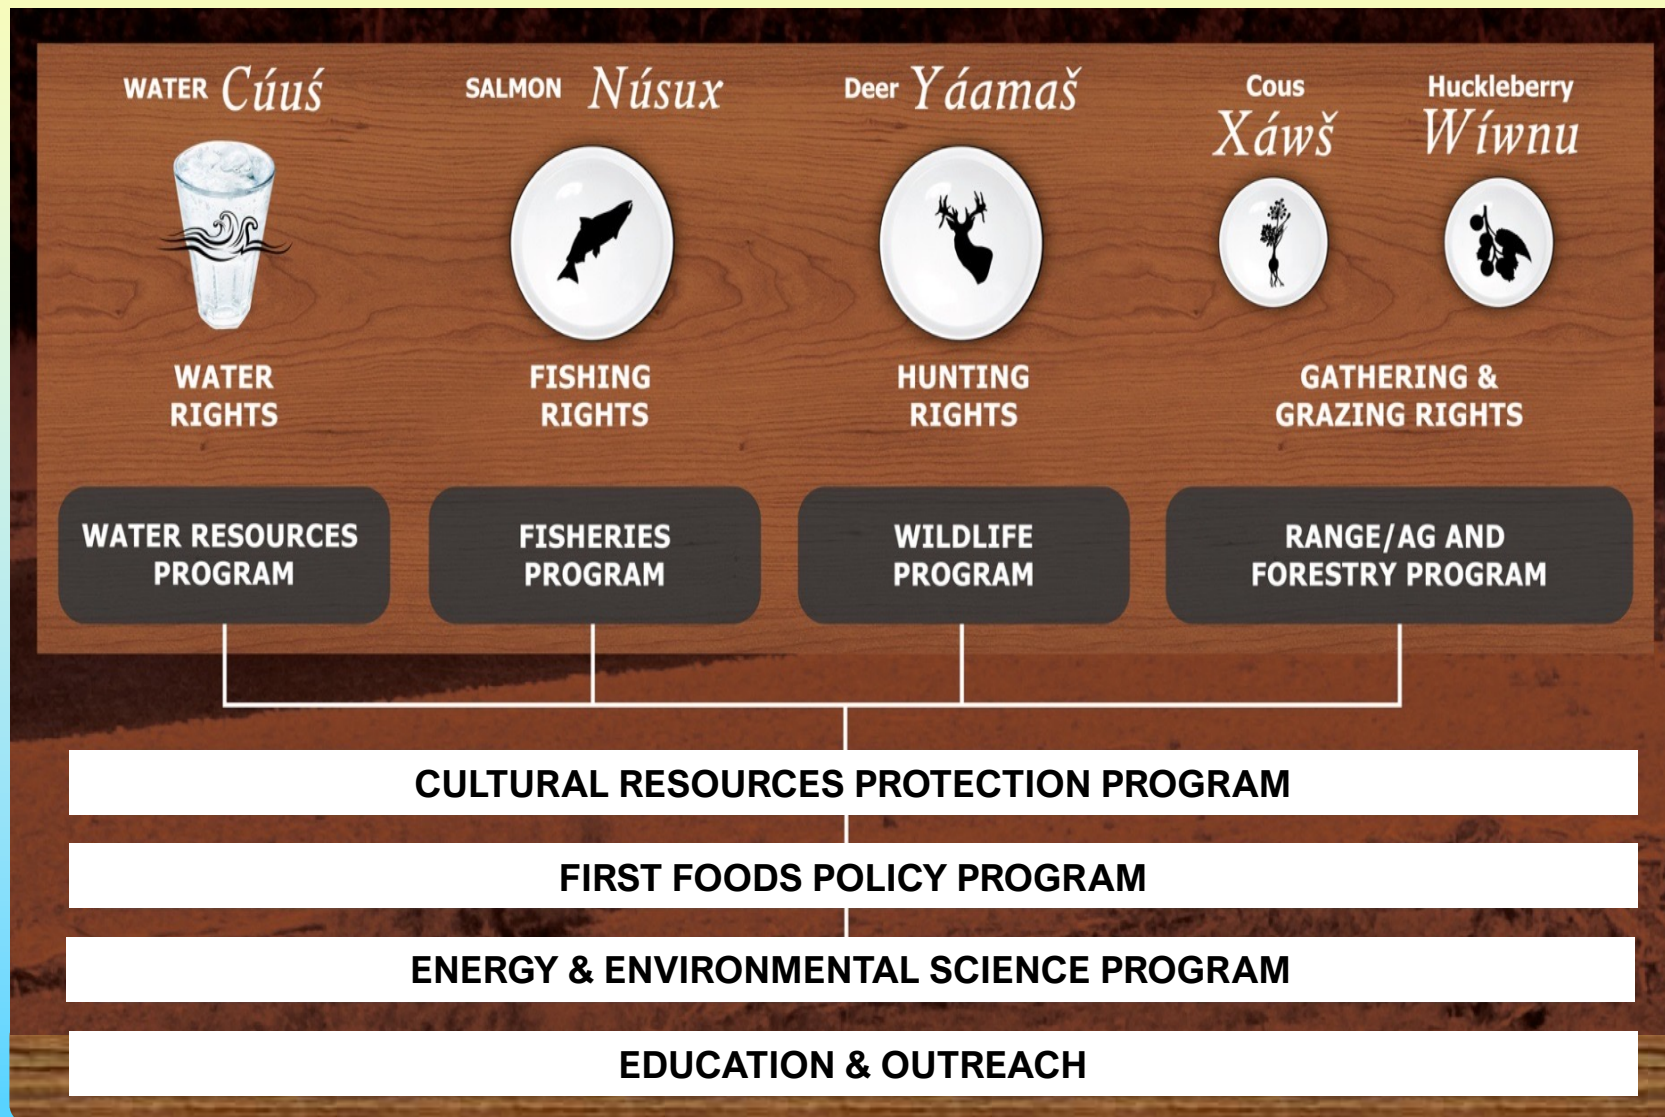 WATER Cúuś
SALMON Núsux
Deer Yáamaš
Cous
Xáwš
Huckleberry
Wíwnu
WATER
RIGHTS
FISHING
RIGHTS
HUNTING
RIGHTS
GATHERING &
GRAZING RIGHTS
WATER RESOURCES
PROGRAM
FISHERIES
PROGRAM
WILDLIFE
PROGRAM
RANGE/AG AND
FORESTRY PROGRAM
CULTURAL RESOURCES PROTECTION PROGRAM
FIRST FOODS POLICY PROGRAM
ENERGY & ENVIRONMENTAL SCIENCE PROGRAM
EDUCATION & OUTREACH